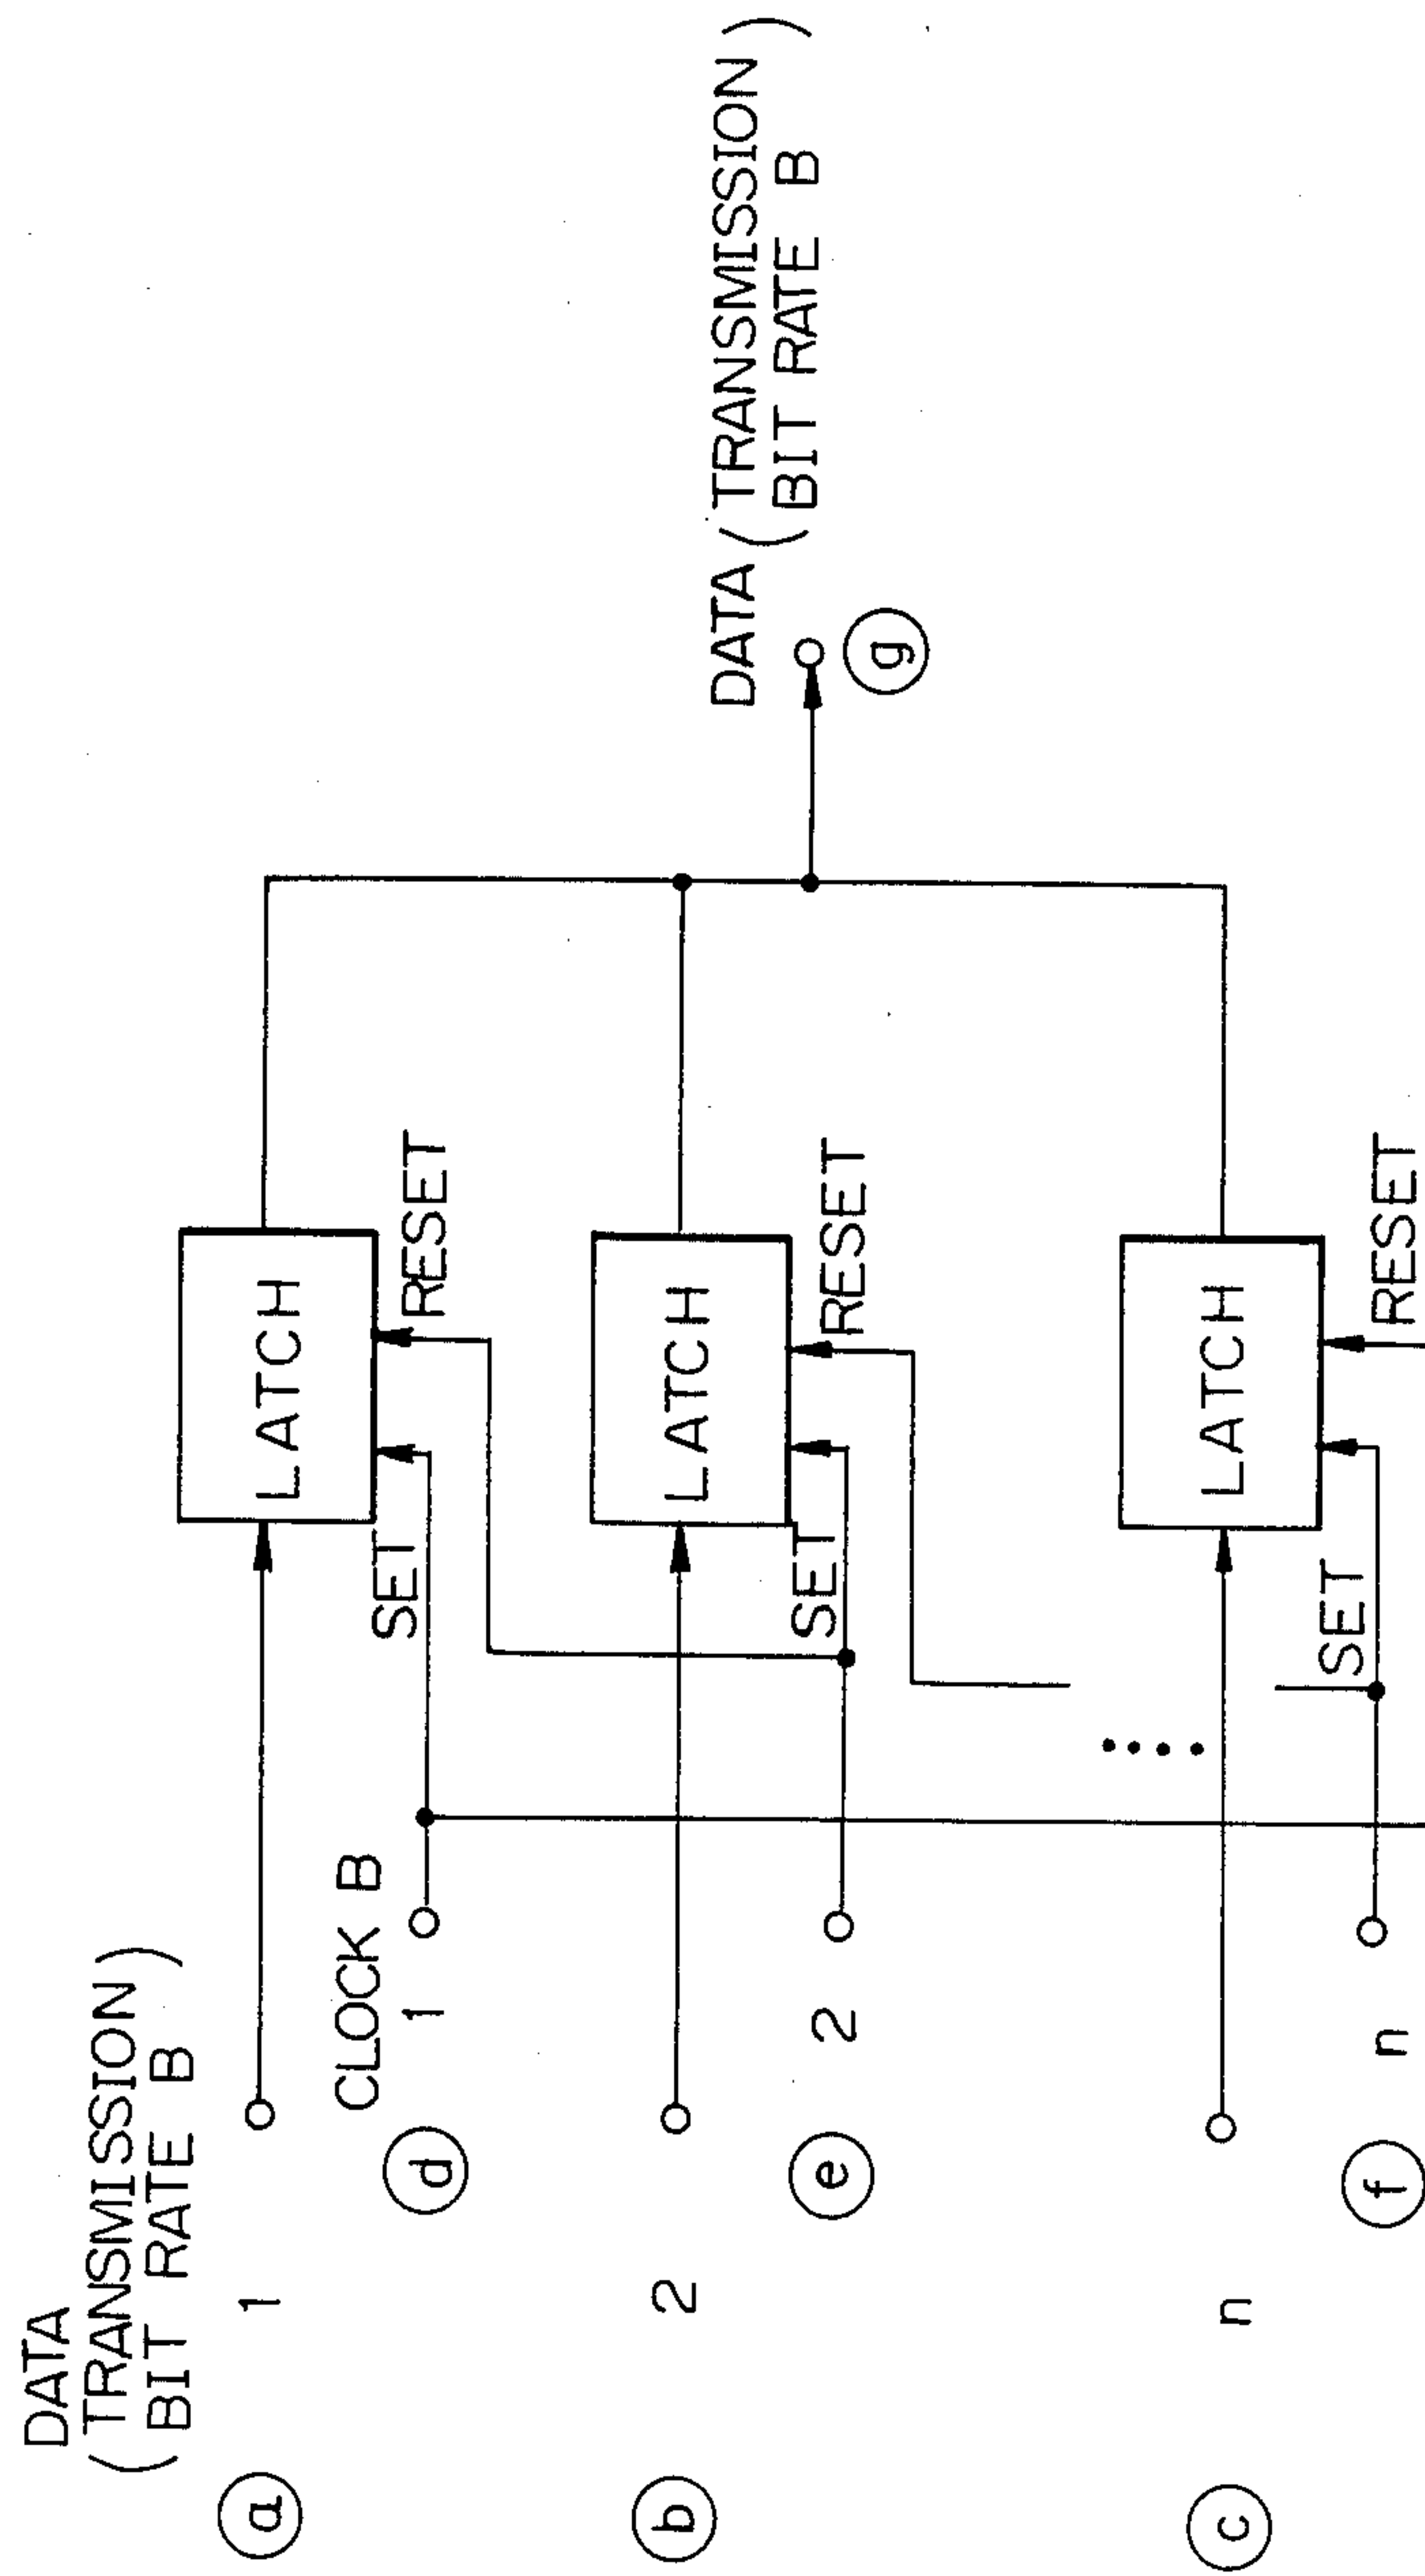 DATA
(TRANSMISSION)
(BIT RATE B)
a 1
LATCH
SET
RESET
CLOCK B
d 1
b 2
LATCH
SET
RESET
e 2
DATA (TRANSMISSION)
(BIT RATE B
g
c n
LATCH
SET
RESET
f n